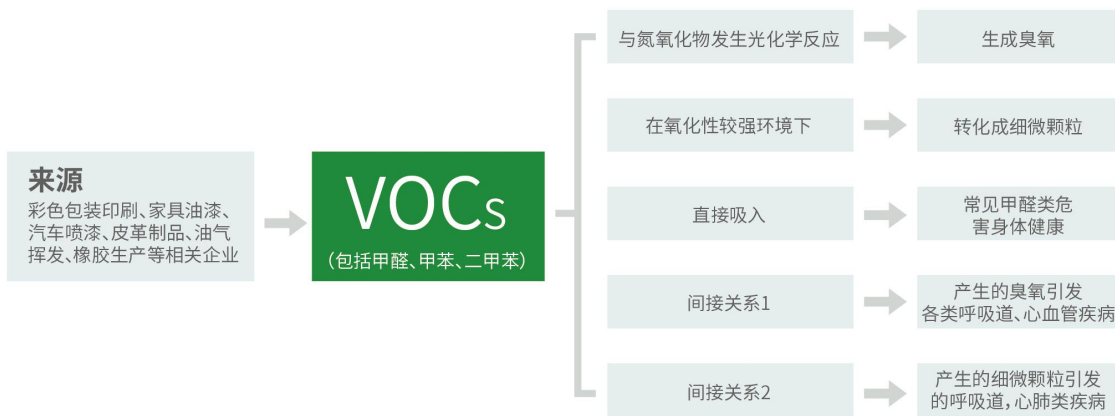 与氮氧化物发生光化学反应
生成臭氧
在氧化性较强环境下
转化成细微颗粒
来源
彩色包装印刷、家具油漆、
汽车喷漆、皮革制品、油气
挥发、橡胶生产等相关企业
VOCs
(包括甲醛、甲苯、二甲苯)
直接吸入
常见甲醛类危
害身体健康
间接关系1
产生的臭氧引发
各类呼吸道、心血管疾病
间接关系2
产生的细微颗粒引发
的呼吸道,心肺类疾病